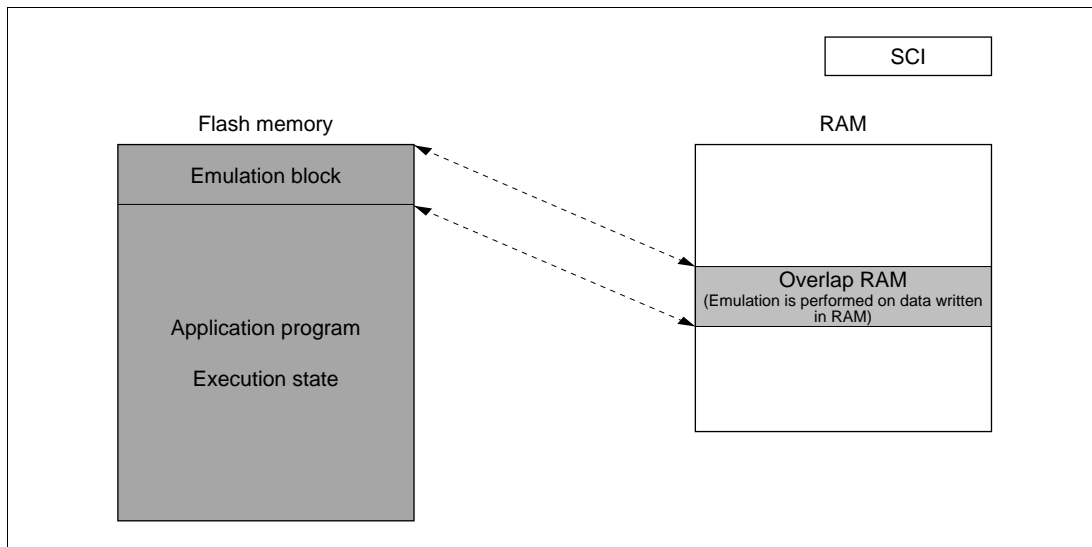 SCI
Flash memory
RAM
Emulation block
Application program
Execution state
Overlap RAM
(Emulation is performed on data written
in RAM)